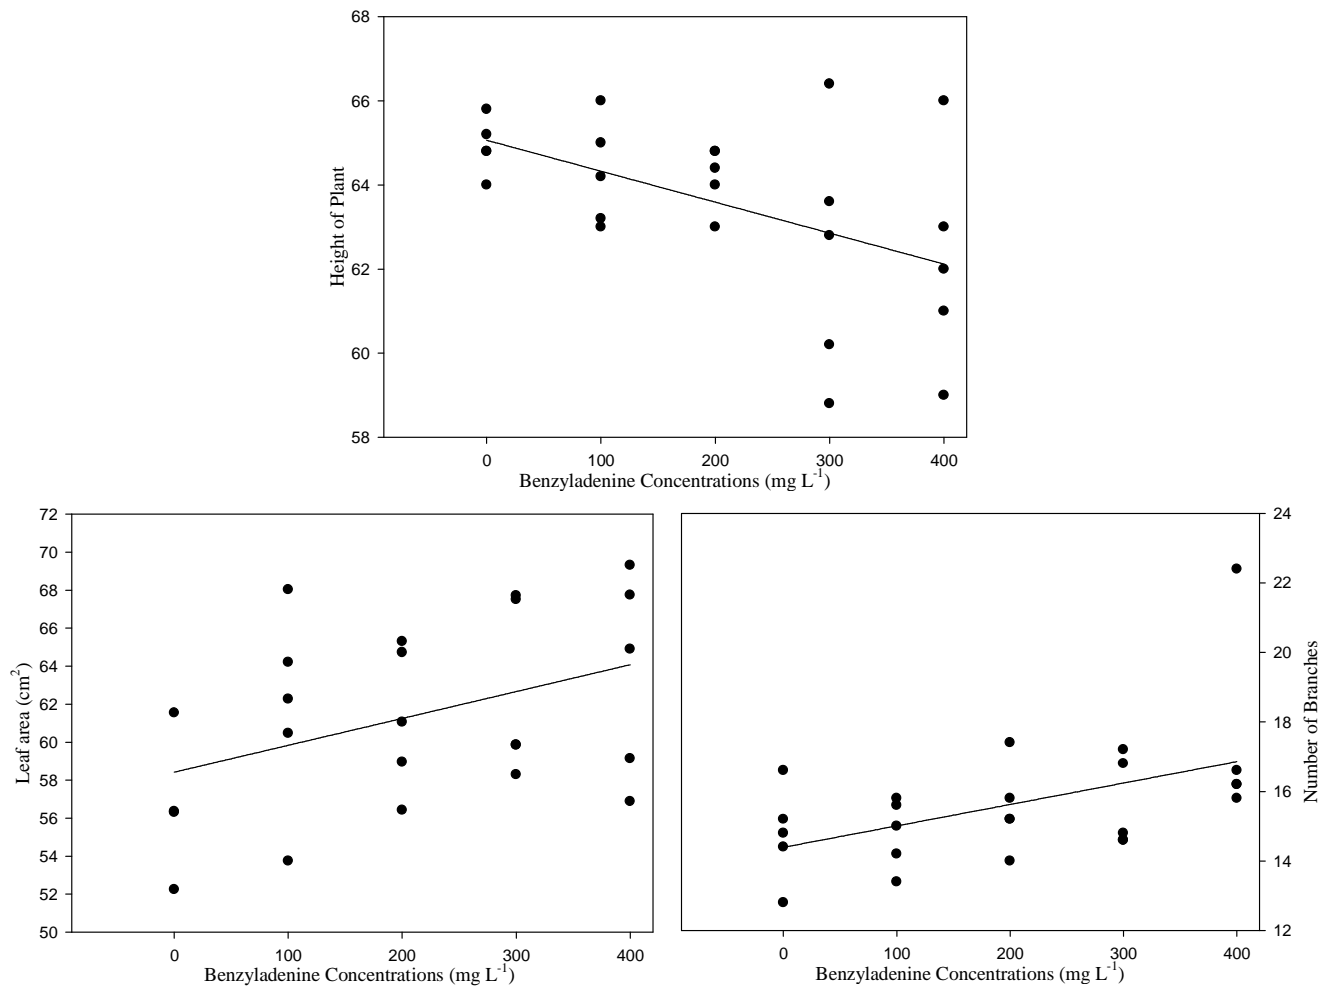 68
66
64
62
60
58
Height of Plant
0 100 200 300 400
Benzyladenine Concentrations (mg L⁻¹)
72
70
68
66
64
62
60
58
56
54
52
50
Leaf area (cm²)
0 100 200 300 400
Benzyladenine Concentrations (mg L⁻¹)
24
22
20
18
16
14
12
Number of Branches
0 100 200 300 400
Benzyladenine Concentrations (mg L⁻¹)